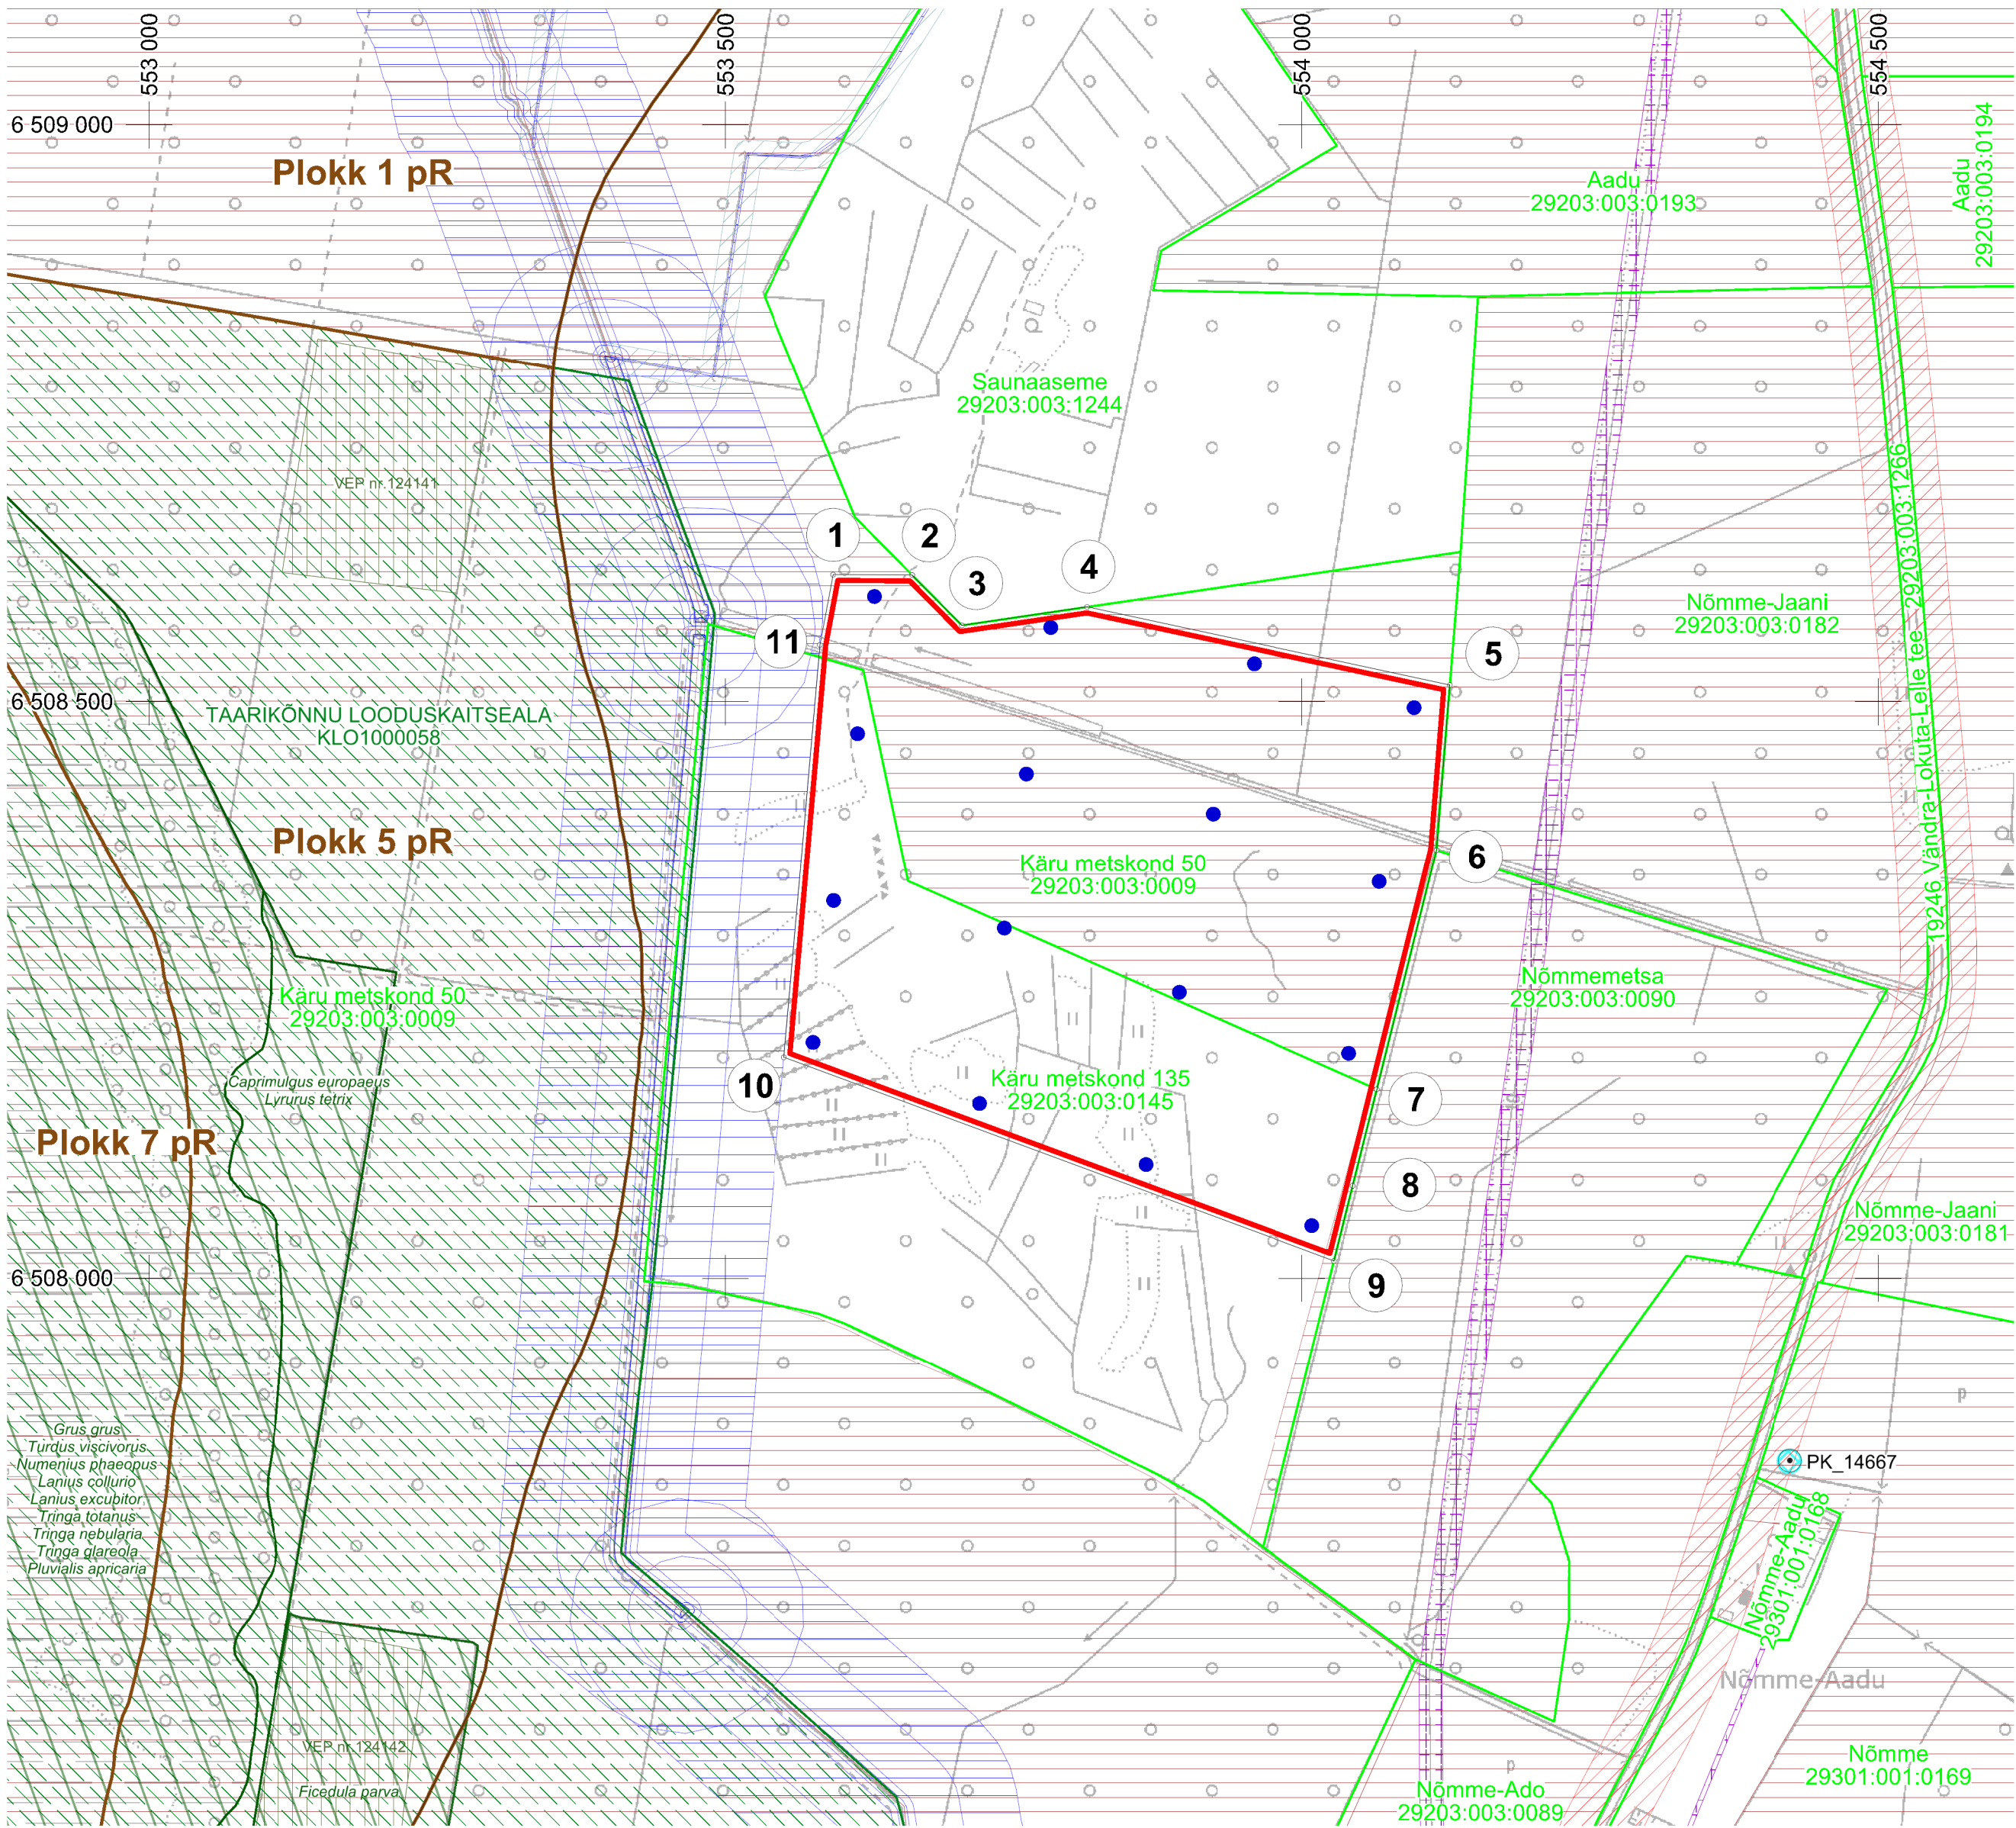 553 000
553 500
554 000
554 500
6 509 000
6 508 500
6 508 000
Plokk 1 pR
Aadu
29203:003:0193
Aadu
29203:003:0194
Saunaaseme
29203:003:1244
VEP nr.124141
1
2
3
4
5
6
7
8
9
10
11
Nõmme-Jaani
29203:003:0182
19246 Vändra-Lokuta-Lelle tee 29203:003:1266
TAARIKÕNNU LOODUSKAITSEALA
KLO1000058
Plokk 5 pR
Käru metskond 50
29203:003:0009
Nõmmemetsa
29203:003:0090
Käru metskond 50
29203:003:0009
Caprimulgus europaeus
Lyrurus tetrix
Käru metskond 135
29203:003:0145
Plokk 7 pR
Nõmme-Jaani
29203:003:0181
Grus grus
Turdus viscivorus
Numenius phaeopus
Lanius collurio
Lanius excubitor
Tringa totanus
Tringa nebularia
Tringa glareola
Pluvialis apricaria
PK_14667
Nõmme-Aadu
29301:001:0168
Nõmme-Aadu
VEP nr.124142
Ficedula parva
Nõmme
29301:001:0169
Nõmme-Ado
29203:003:0089
p
p